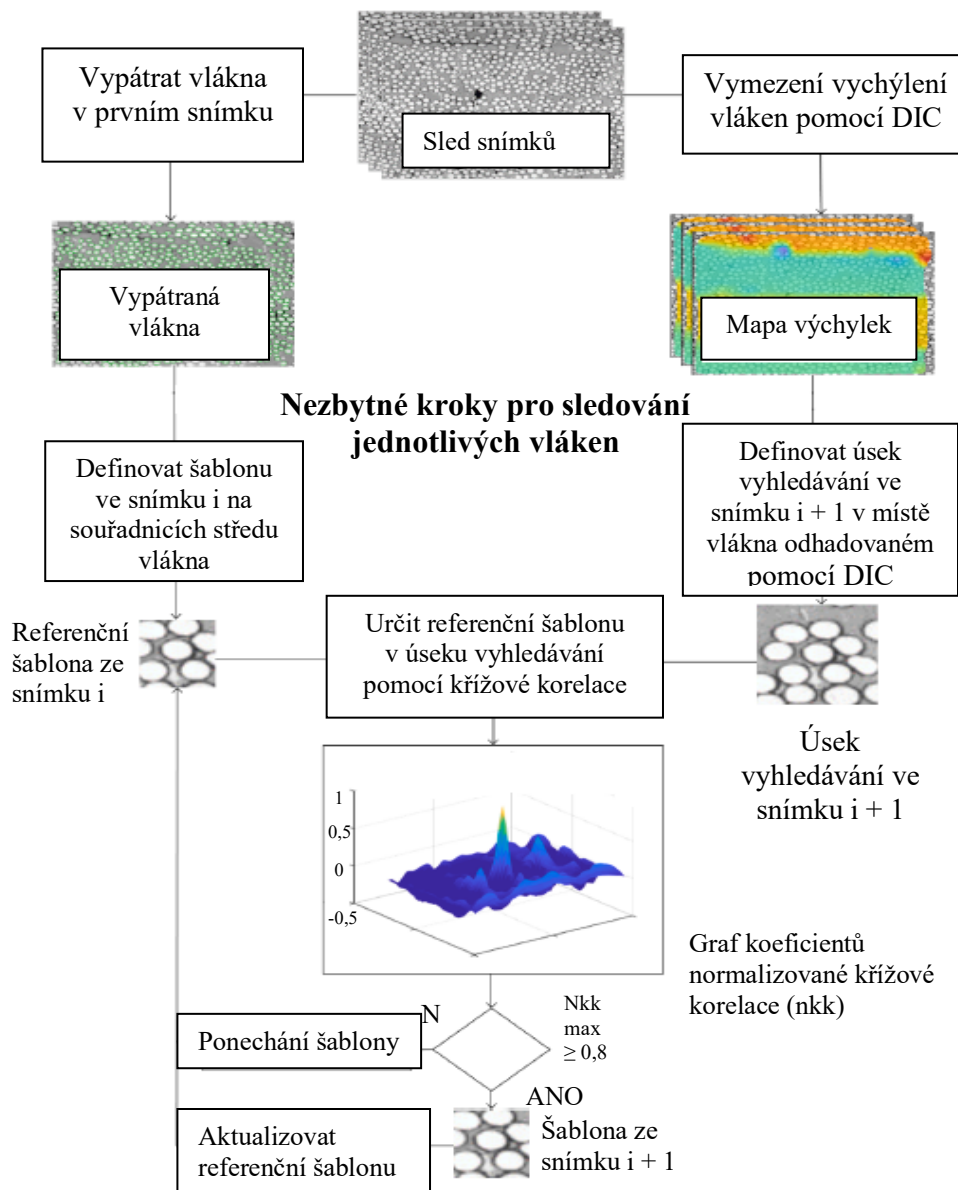 Vypátrat vlákna
v prvním snímku
Sled snímků
Vymezení vychýlení
vláken pomocí DIC
Vypátraná
vlákna
Mapa výchylek
Nezbytné kroky pro sledování
jednotlivých vláken
Definovat šablonu
ve snímku i na
souřadnicích středu
vlákna
Definovat úsek
vyhledávání ve
snímku i + 1 v místě
vlákna odhadovaném
pomocí DIC
Referenční
šablona ze
snímku i
Určit referenční šablonu
v úseku vyhledávání
pomocí křížové korelace
Úsek
vyhledávání ve
snímku i + 1
1
0,5
0
-0,5
Graf koeficientů
normalizované křížové
korelace (nkk)
Ponechání šablony
N
Nkk
max
≥ 0,8
ANO
Aktualizovat
referenční šablonu
Šablona ze
snímku i + 1